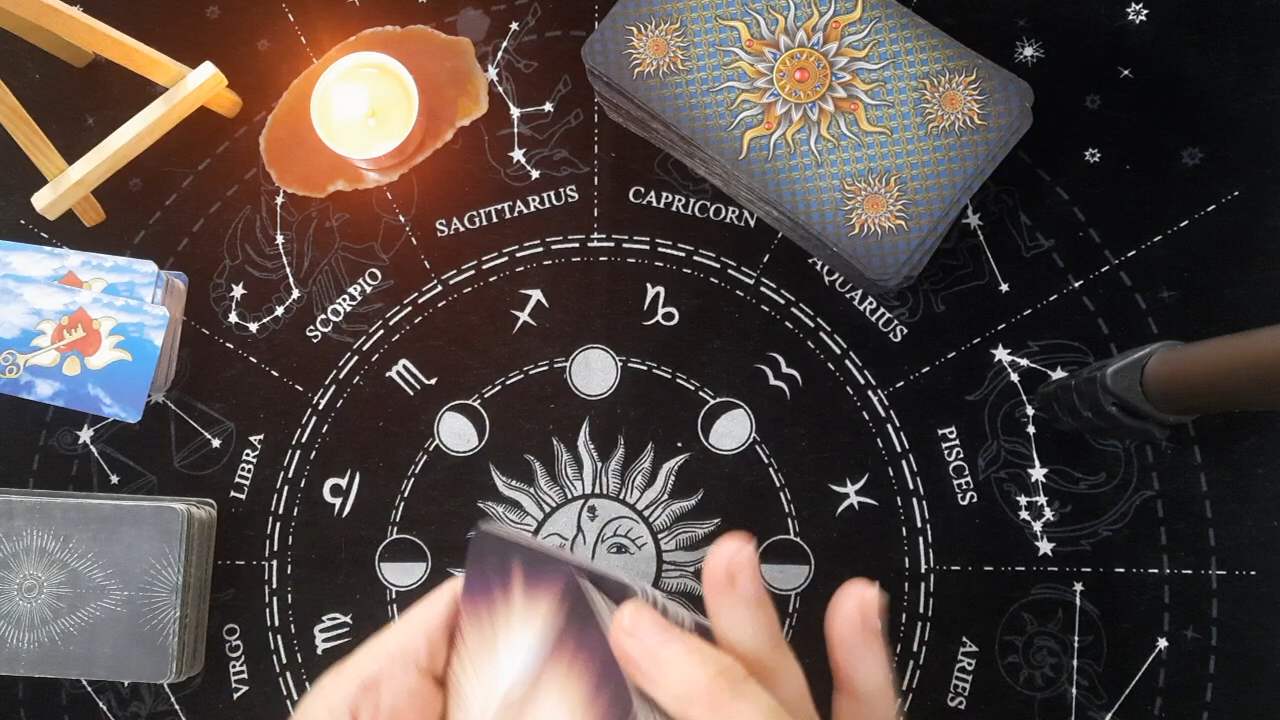 SAGITTARIUS
CAPRICORN
SCORPIO
AQUARIUS
LIBRA
PISCES
VIRGO
ARIES